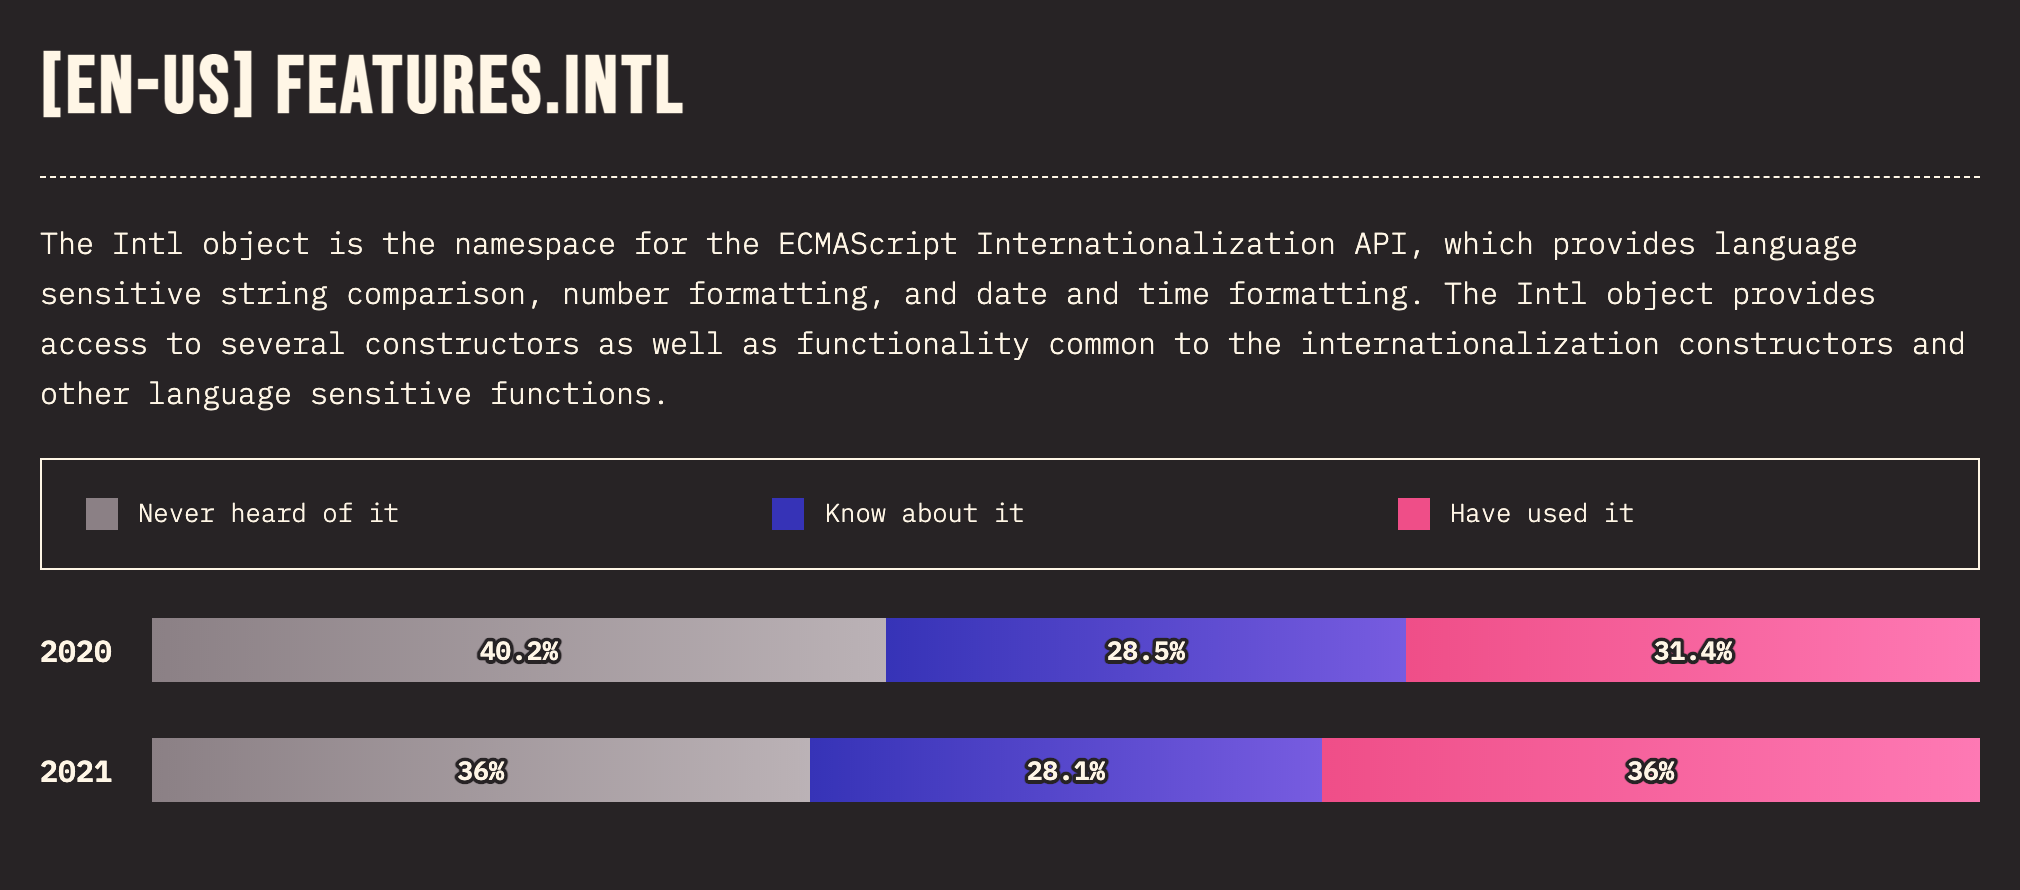 [EN-US] FEATURES.INTL
The Intl object is the namespace for the ECMAScript Internationalization API, which provides language
sensitive string comparison, number formatting, and date and time formatting. The Intl object provides
access to several constructors as well as functionality common to the internationalization constructors and
other language sensitive functions.
Never heard of it Know about it Have used it
2020 40.2% 28.5% 31.4%
2021 36% 28.1% 36%